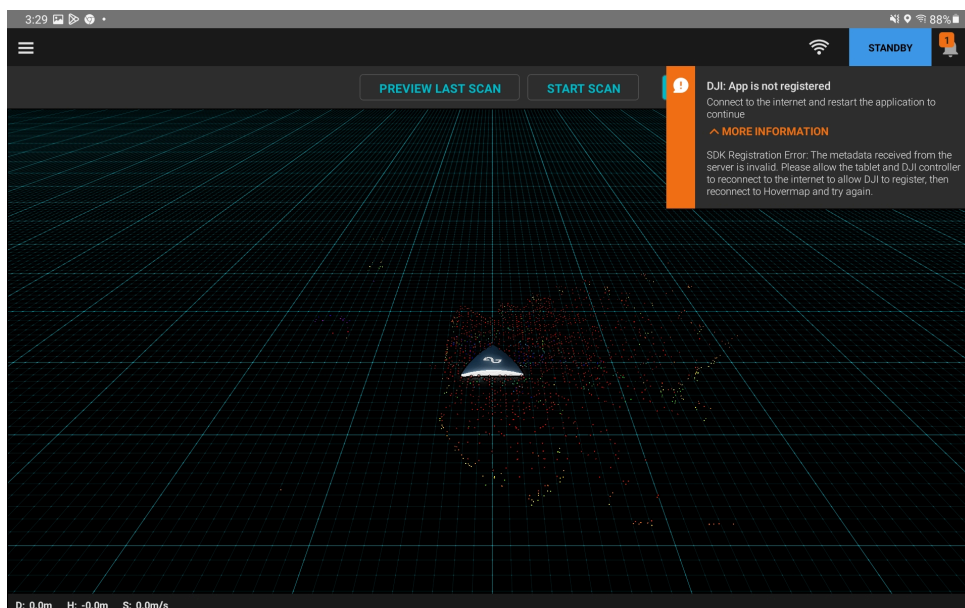 3:29
88%
STANDBY
1
PREVIEW LAST SCAN
START SCAN
DJI: App is not registered
Connect to the internet and restart the application to
continue
MORE INFORMATION
SDK Registration Error: The metadata received from the
server is invalid. Please allow the tablet and DJI controller
to reconnect to the internet to allow DJI to register, then
reconnect to Hovermap and try again.
D: 0.0m H: -0.0m S: 0.0m/s